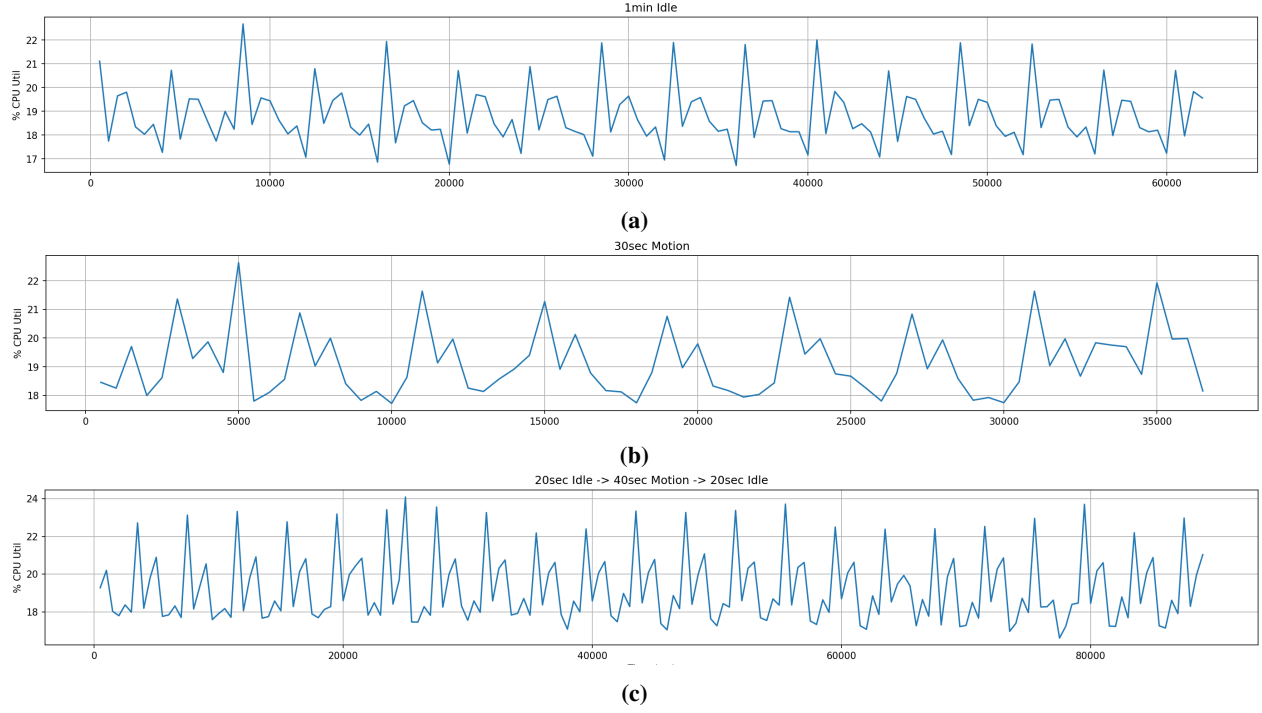 1min Idle
% CPU Util
22
21
20
19
18
17
0 10000 20000 30000 40000 50000 60000
(a)
30sec Motion
% CPU Util
22
21
20
19
18
0 5000 10000 15000 20000 25000 30000 35000
(b)
20sec Idle -> 40sec Motion -> 20sec Idle
% CPU Util
24
22
20
18
0 20000 40000 60000 80000
(c)